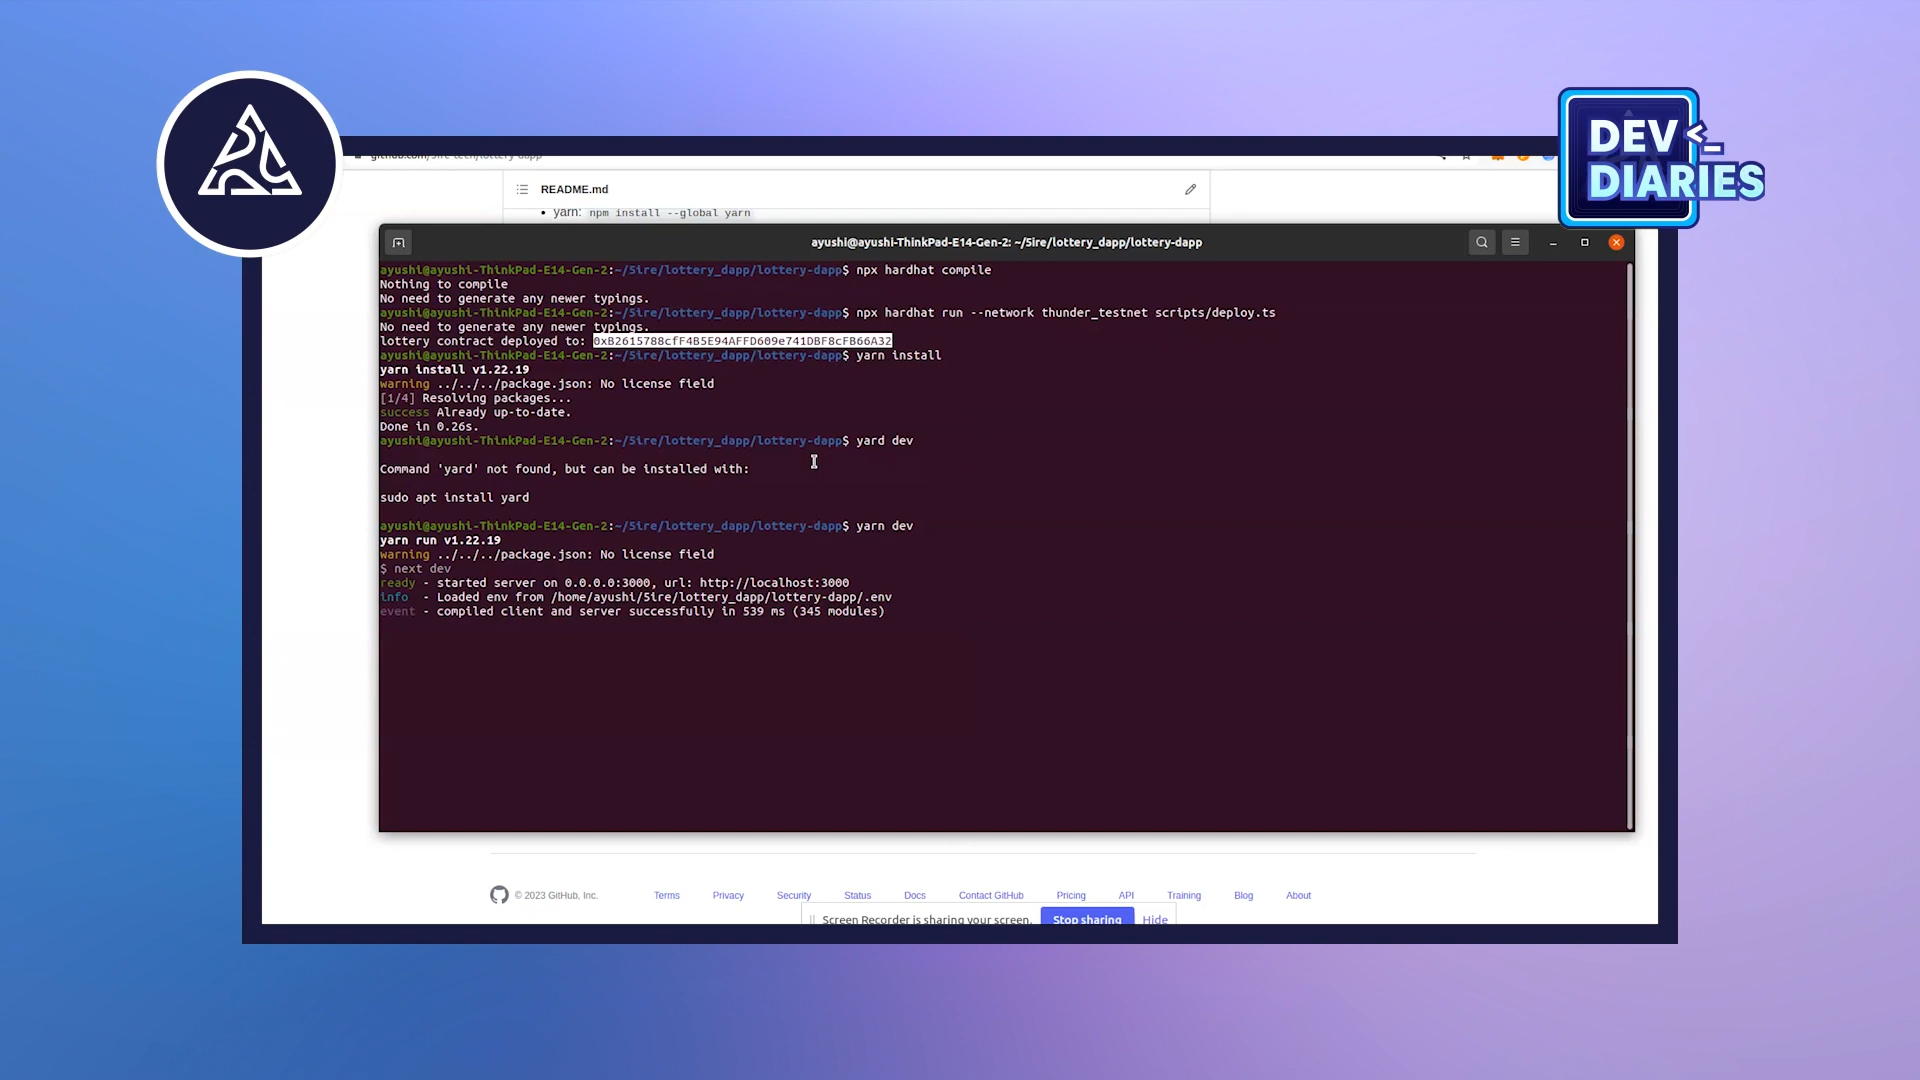 DEV <_
DIARIES
github.com/5ire-tech/lottery-dapp
README.md
• yarn: npm install --global yarn
ayushi@ayushi-ThinkPad-E14-Gen-2: ~/5ire/lottery_dapp/lottery-dapp
ayushi@ayushi-ThinkPad-E14-Gen-2:~/5ire/lottery_dapp/lottery-dapp$ npx hardhat compile
Nothing to compile
No need to generate any newer typings.
ayushi@ayushi-ThinkPad-E14-Gen-2:~/5ire/lottery_dapp/lottery-dapp$ npx hardhat run --network thunder_testnet scripts/deploy.ts
No need to generate any newer typings.
lottery contract deployed to: 0xB2615788cfF4B5E94AFFD609e741DBF8cFB66A32
ayushi@ayushi-ThinkPad-E14-Gen-2:~/5ire/lottery_dapp/lottery-dapp$ yarn install
yarn install v1.22.19
warning ../../../package.json: No license field
[1/4] Resolving packages...
success Already up-to-date.
Done in 0.26s.
ayushi@ayushi-ThinkPad-E14-Gen-2:~/5ire/lottery_dapp/lottery-dapp$ yard dev
Command 'yard' not found, but can be installed with:
sudo apt install yard
ayushi@ayushi-ThinkPad-E14-Gen-2:~/5ire/lottery_dapp/lottery-dapp$ yarn dev
yarn run v1.22.19
warning ../../../package.json: No license field
$ next dev
ready - started server on 0.0.0.0:3000, url: http://localhost:3000
info - Loaded env from /home/ayushi/5ire/lottery_dapp/lottery-dapp/.env
event - compiled client and server successfully in 539 ms (345 modules)
© 2023 GitHub, Inc. Terms Privacy Security Status Docs Contact GitHub Pricing API Training Blog About
Screen Recorder is sharing your screen. Stop sharing Hide